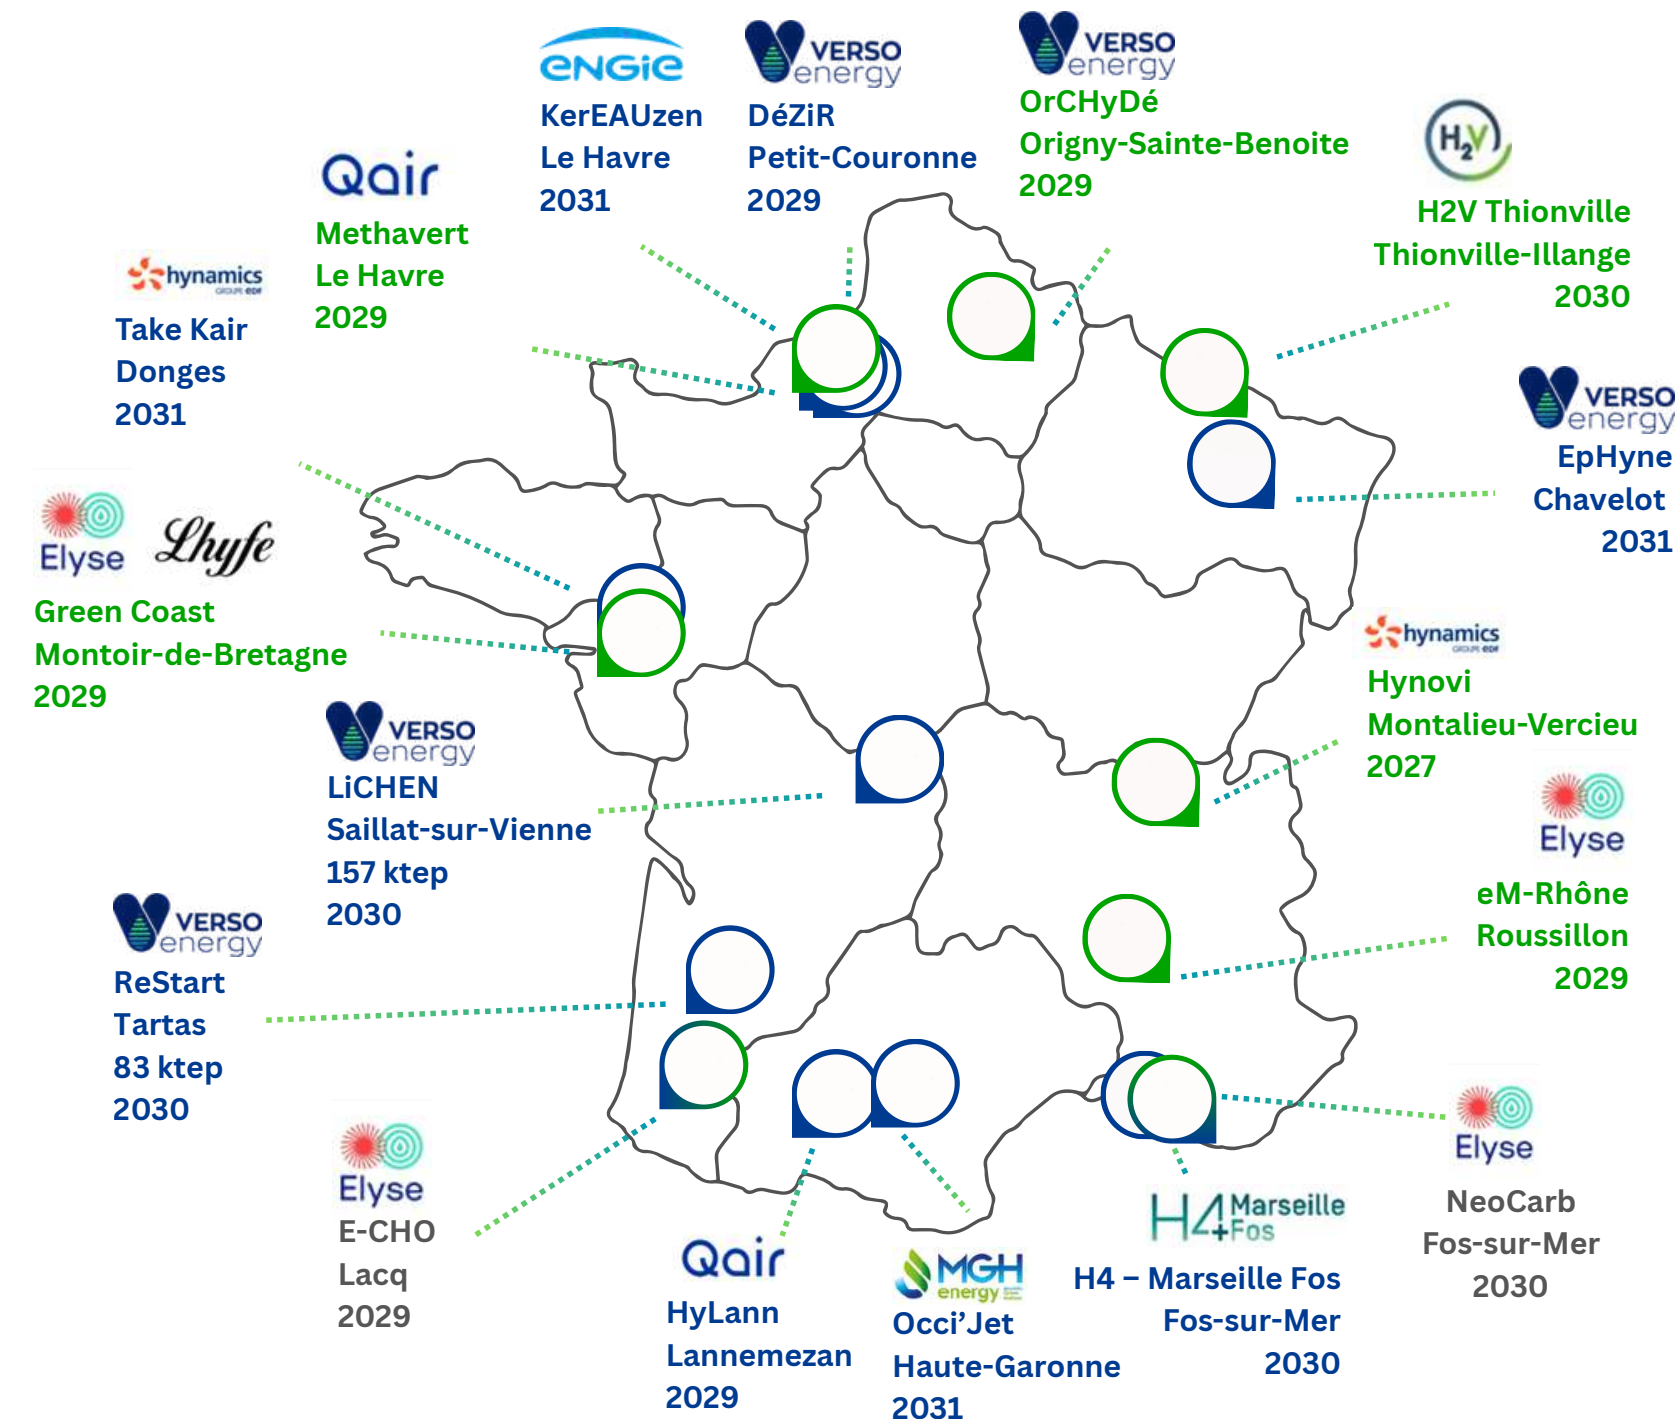 ENGIE
KerEAUzen
Le Havre
2031
VERSO
energy
DéZiR
Petit-Couronne
2029
VERSO
energy
OrCHyDé
Origny-Sainte-Benoite
2029
H2V
H2V Thionville
Thionville-Illange
2030
Qair
Methavert
Le Havre
2029
hynamics
GROUPE EDF
Take Kair
Donges
2031
VERSO
energy
EpHyne
Chavelot
2031
Elyse
Lhyfe
Green Coast
Montoir-de-Bretagne
2029
hynamics
GROUPE EDF
Hynovi
Montalieu-Vercieu
2027
VERSO
energy
LiCHEN
Saillat-sur-Vienne
157 ktep
2030
Elyse
eM-Rhône
Roussillon
2029
VERSO
energy
ReStart
Tartas
83 ktep
2030
Elyse
E-CHO
Lacq
2029
Qair
HyLann
Lannemezan
2029
MGH
energy
Occi’Jet
Haute-Garonne
2031
H4 Marseille
Fos
H4 – Marseille Fos
Fos-sur-Mer
2030
Elyse
NeoCarb
Fos-sur-Mer
2030